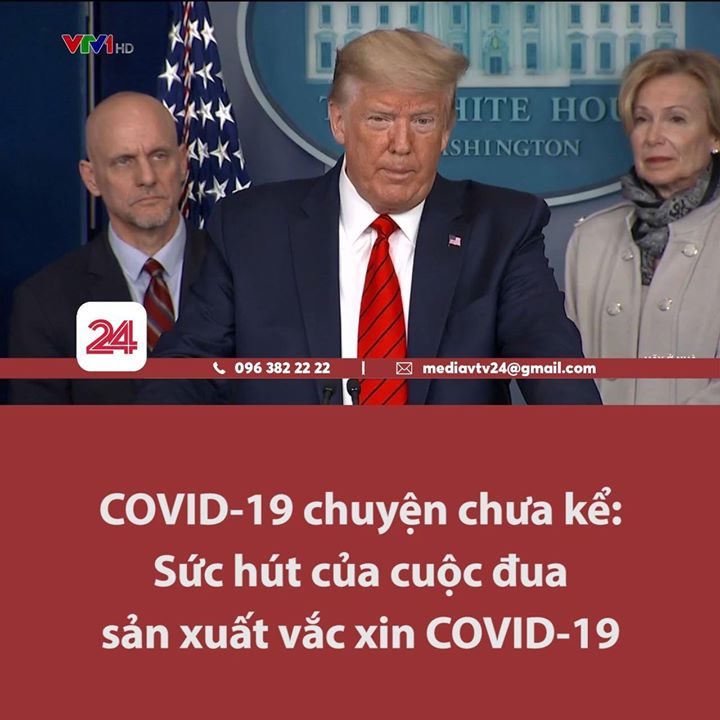 VTV1 HD
THE WHITE HOU
WASHINGTON
24
096 382 22 22 | mediavtv24@gmail.com
COVID-19 chuyện chưa kể:
Sức hút của cuộc đua
sản xuất vắc xin COVID-19